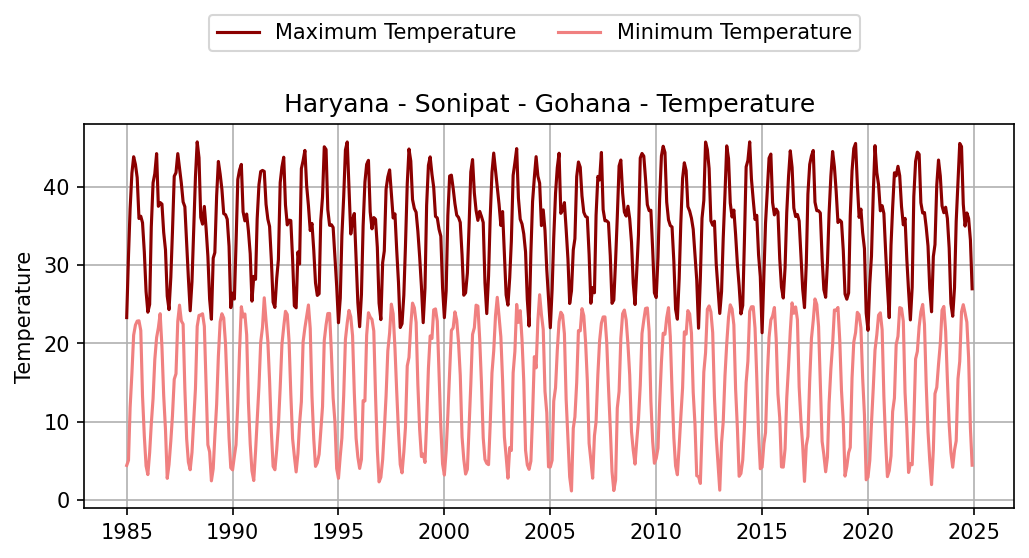 Maximum Temperature Minimum Temperature
Haryana - Sonipat - Gohana - Temperature
Temperature
40
30
20
10
0
1985 1990 1995 2000 2005 2010 2015 2020 2025